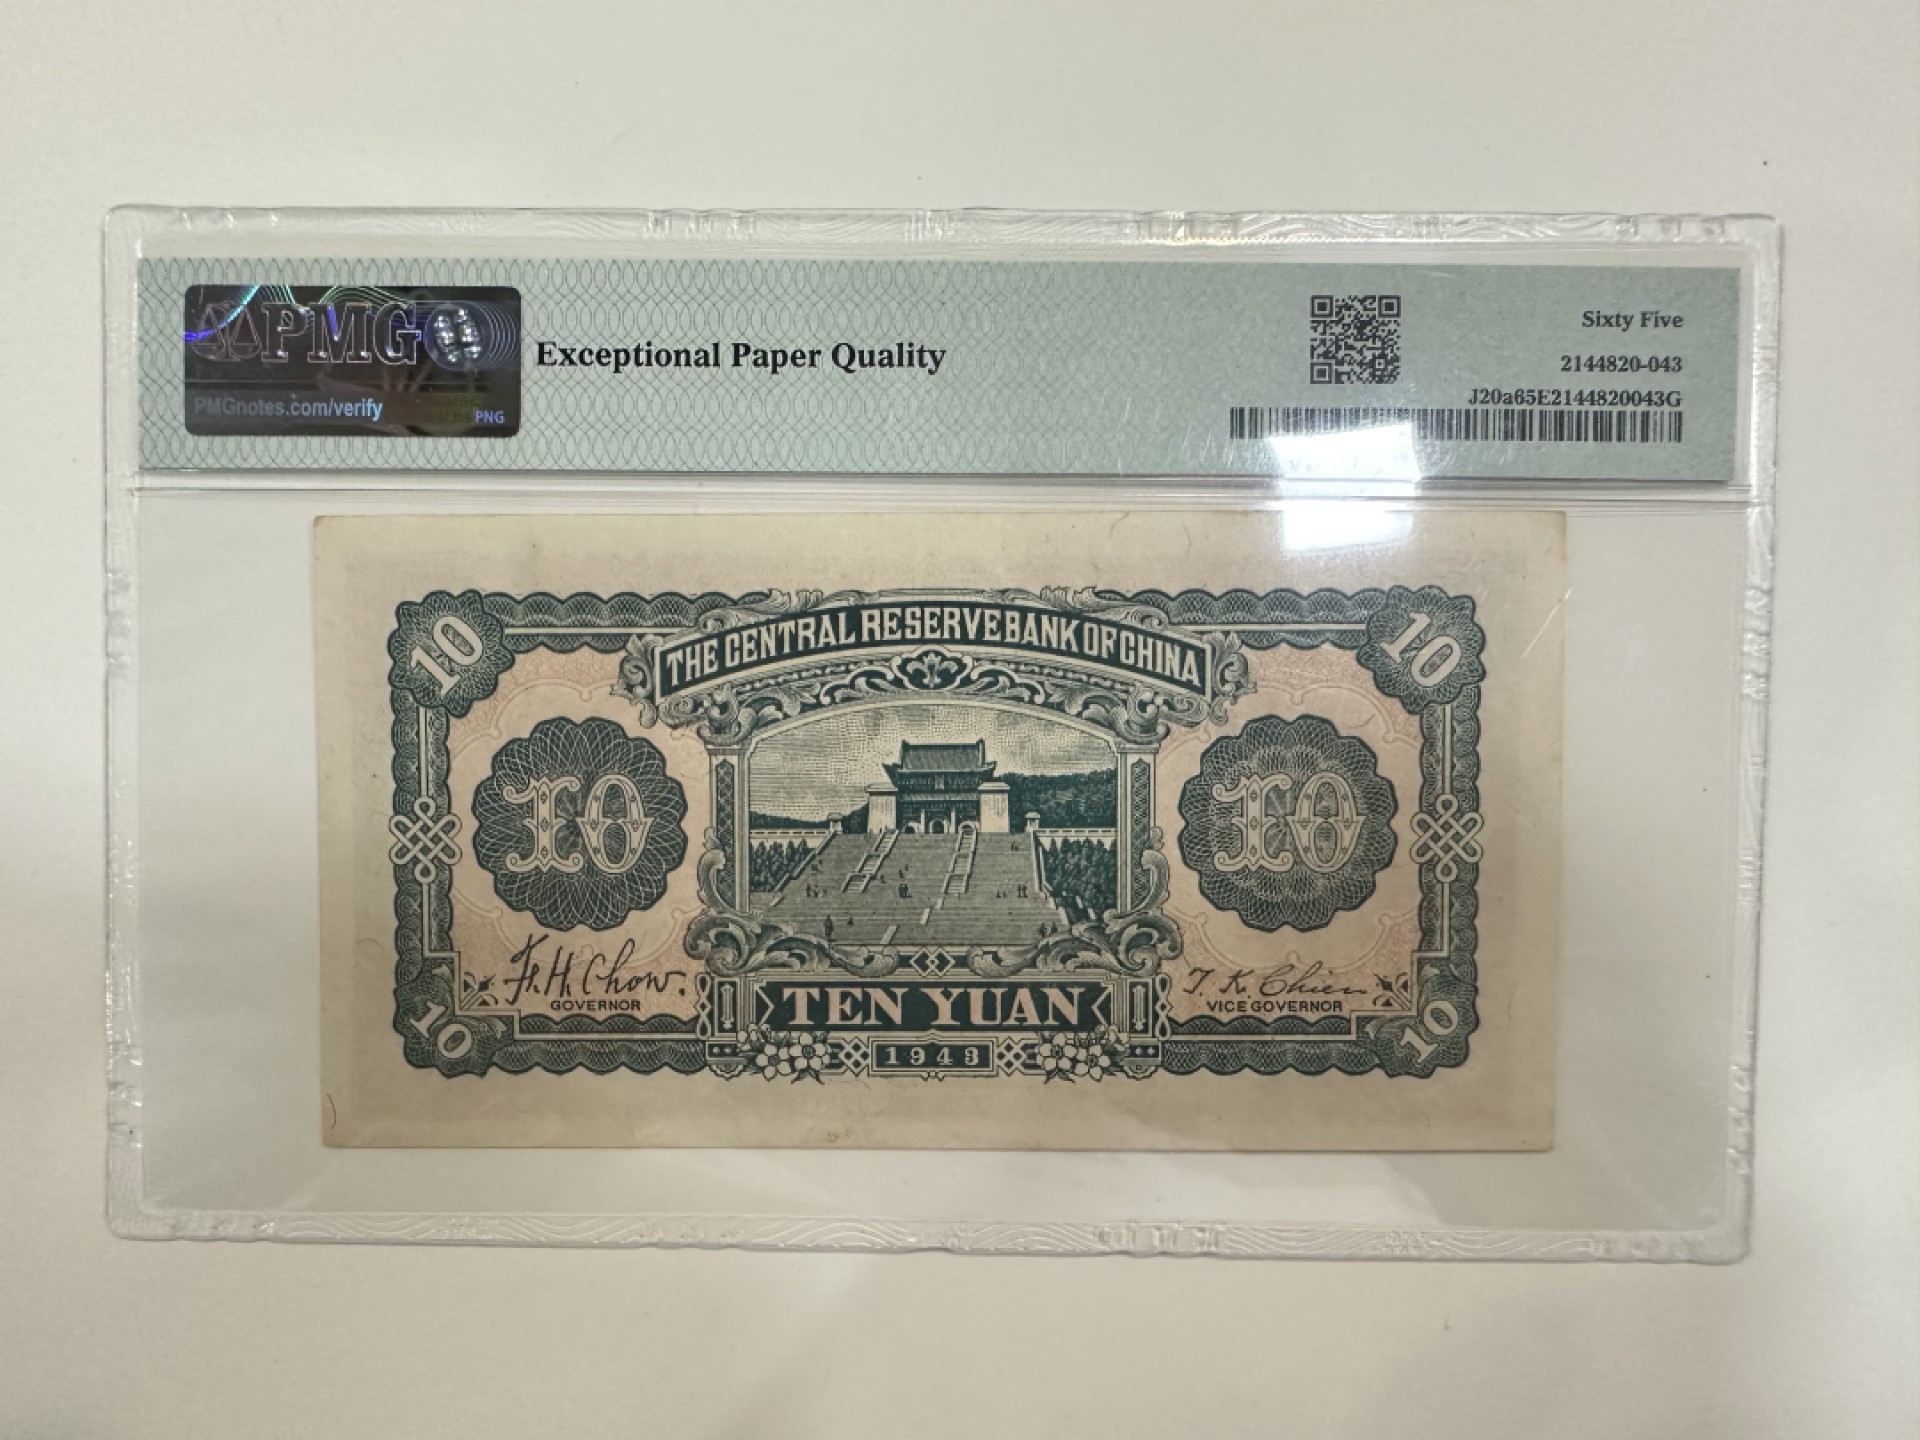 PMG
PMGnotes.com/verify
PNG
Exceptional Paper Quality
Sixty Five
2144820-043
J20a65E2144820043G
10
10
THE CENTRAL RESERVE BANK OF CHINA
10
10
F. H. Chow.
GOVERNOR
T. K. Chien
VICE GOVERNOR
TEN YUAN
10
10
1943